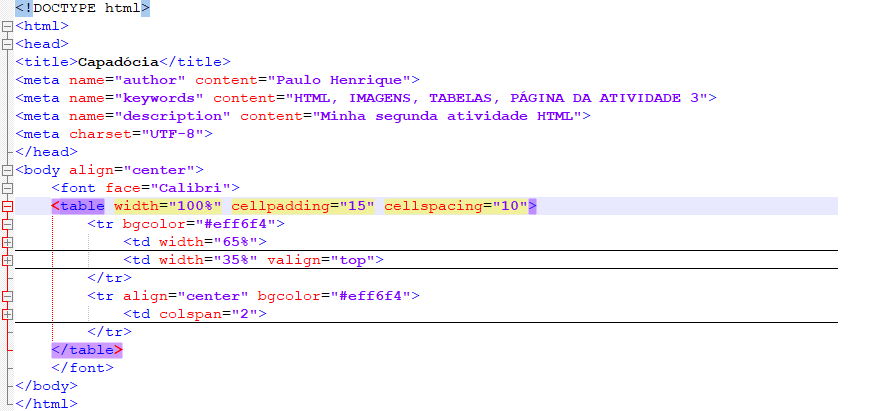 <!DOCTYPE html>
<html>
<head>
<title>Capadócia</title>
<meta name="author" content="Paulo Henrique">
<meta name="keywords" content="HTML, IMAGENS, TABELAS, PÁGINA DA ATIVIDADE 3">
<meta name="description" content="Minha segunda atividade HTML">
<meta charset="UTF-8">
</head>
<body align="center">
<font face="Calibri">
<table width="100%" cellpadding="15" cellspacing="10">
<tr bgcolor="#eff6f4">
<td width="65%">
<td width="35%" valign="top">
</tr>
<tr align="center" bgcolor="#eff6f4">
<td colspan="2">
</tr>
</table>
</font>
</body>
</html>